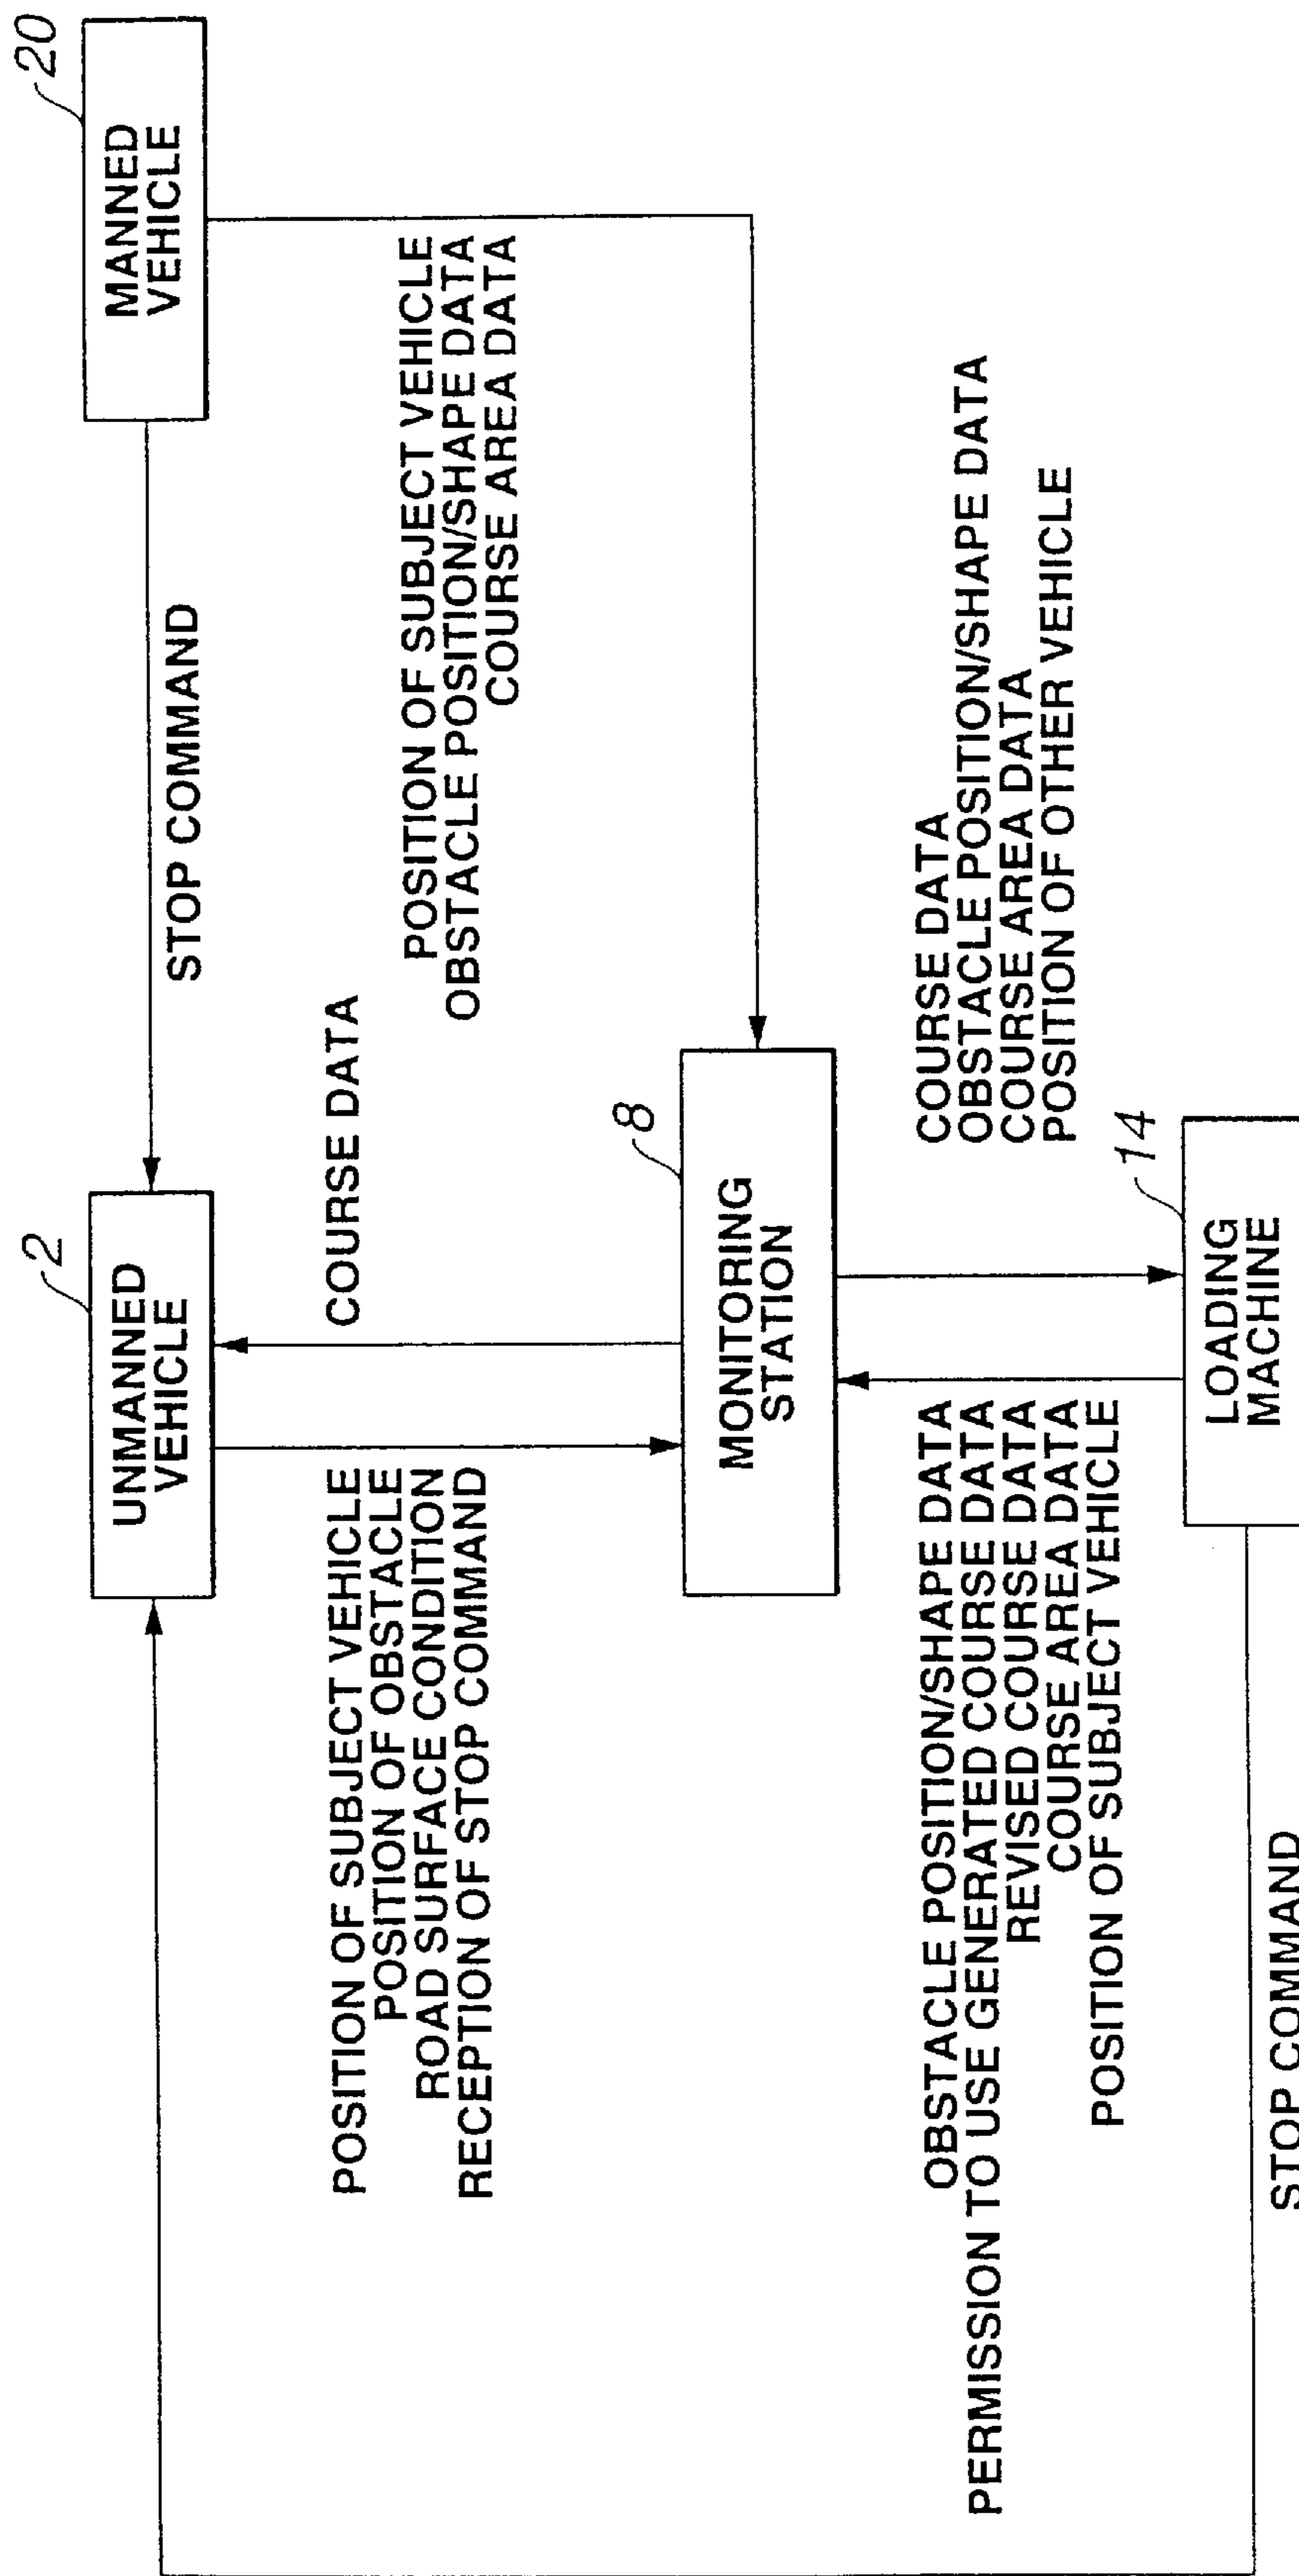 20
MANNED
VEHICLE
STOP COMMAND
2
UNMANNED
VEHICLE
POSITION OF SUBJECT VEHICLE
OBSTACLE POSITION/SHAPE DATA
COURSE AREA DATA
COURSE DATA
POSITION OF SUBJECT VEHICLE
POSITION OF OBSTACLE
ROAD SURFACE CONDITION
RECEPTION OF STOP COMMAND
8
MONITORING
STATION
COURSE DATA
OBSTACLE POSITION/SHAPE DATA
COURSE AREA DATA
POSITION OF OTHER VEHICLE
OBSTACLE POSITION/SHAPE DATA
PERMISSION TO USE GENERATED COURSE DATA
REVISED COURSE DATA
COURSE AREA DATA
POSITION OF SUBJECT VEHICLE
14
LOADING
MACHINE
STOP COMMAND